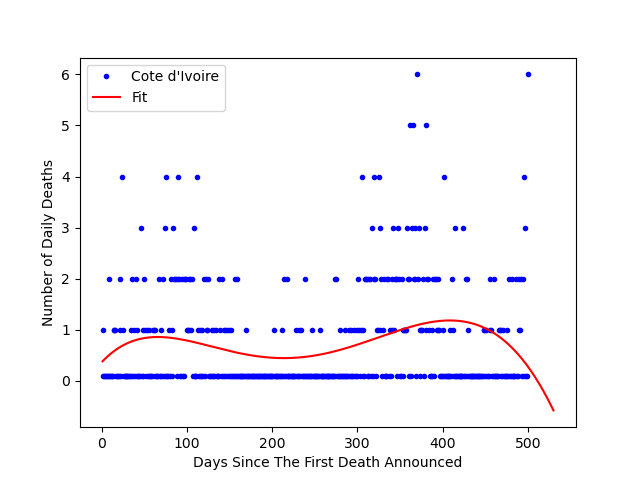 Cote d'Ivoire
Fit
6
5
4
3
2
1
0
Number of Daily Deaths
0 100 200 300 400 500
Days Since The First Death Announced